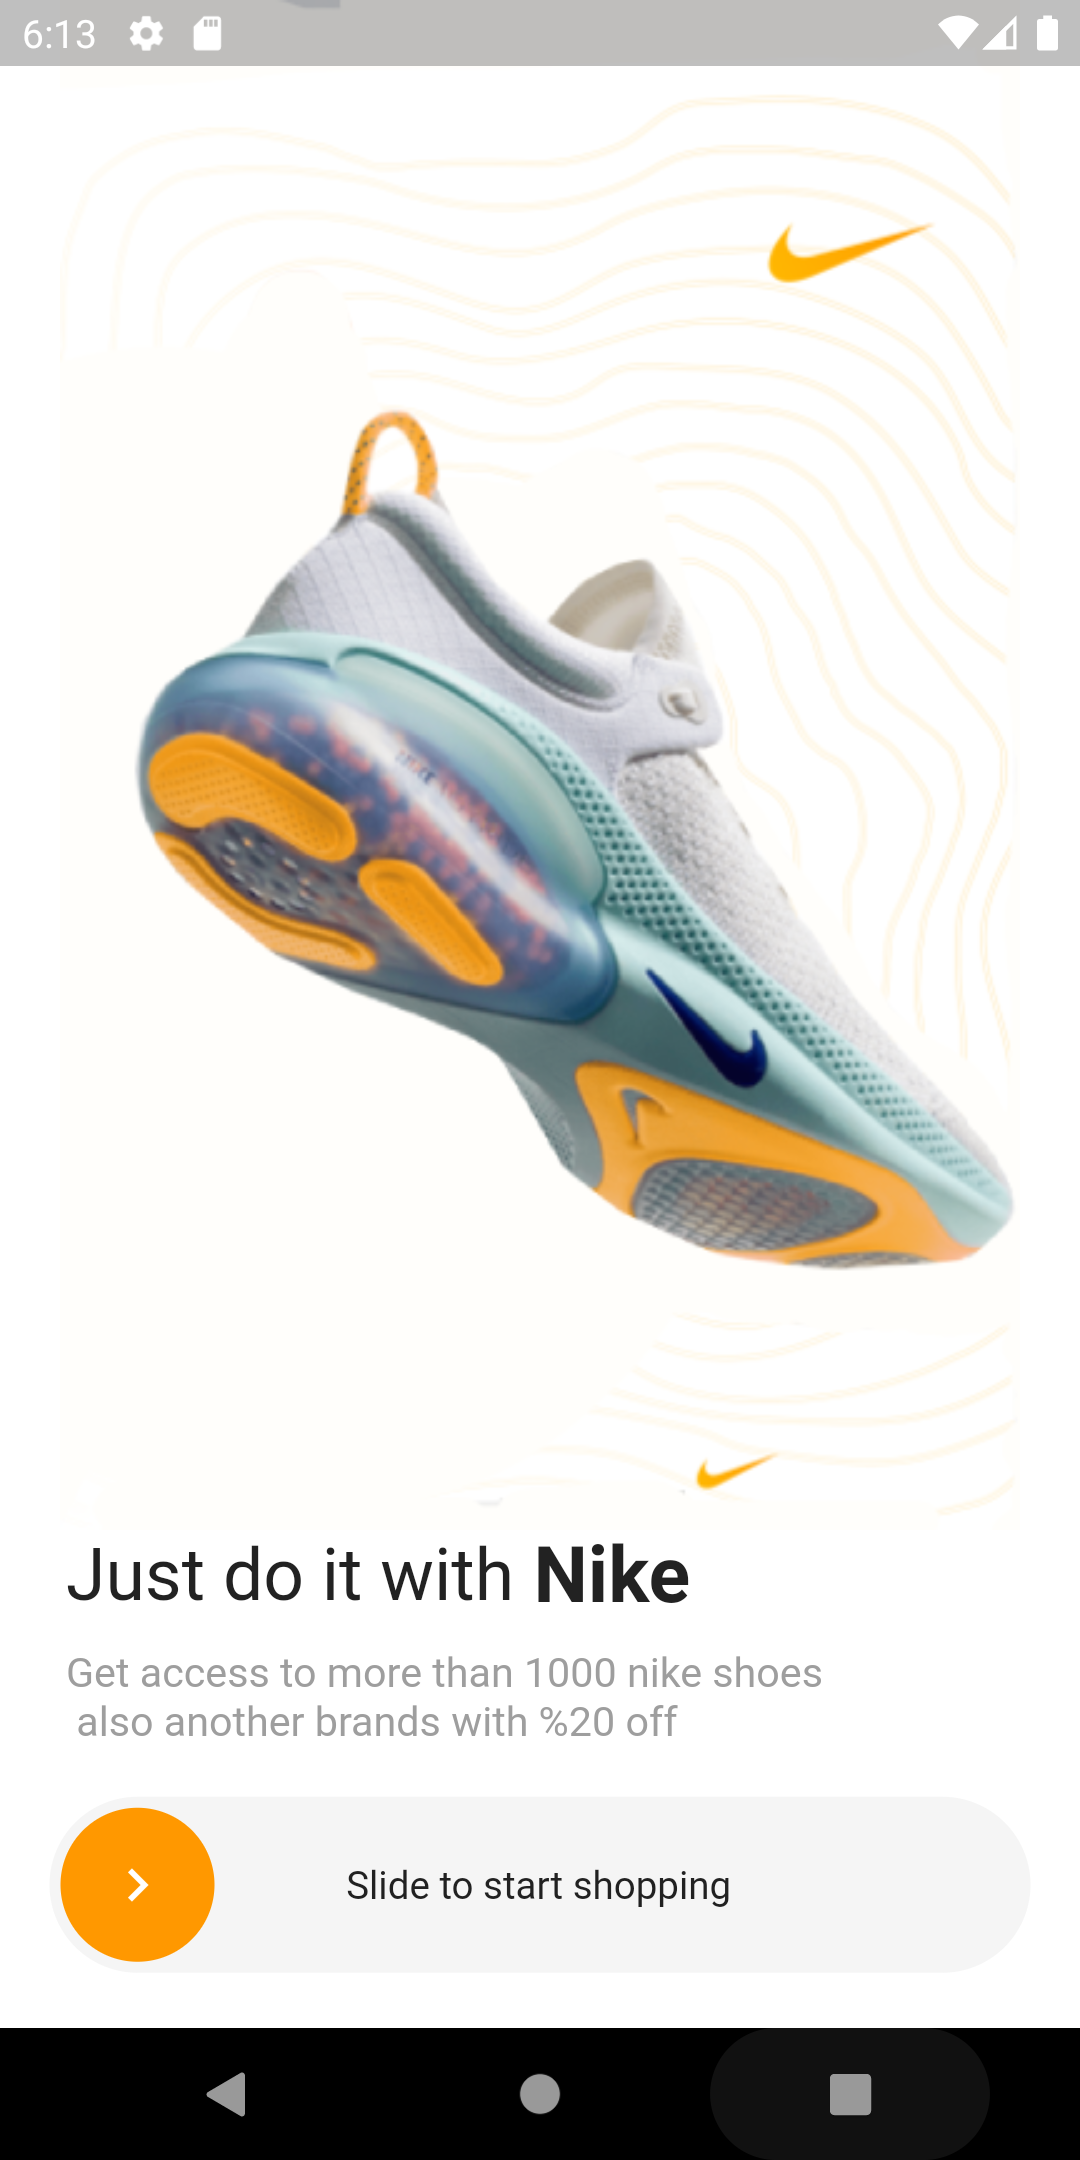 6:13
Just do it with Nike
Get access to more than 1000 nike shoes
also another brands with %20 off
Slide to start shopping